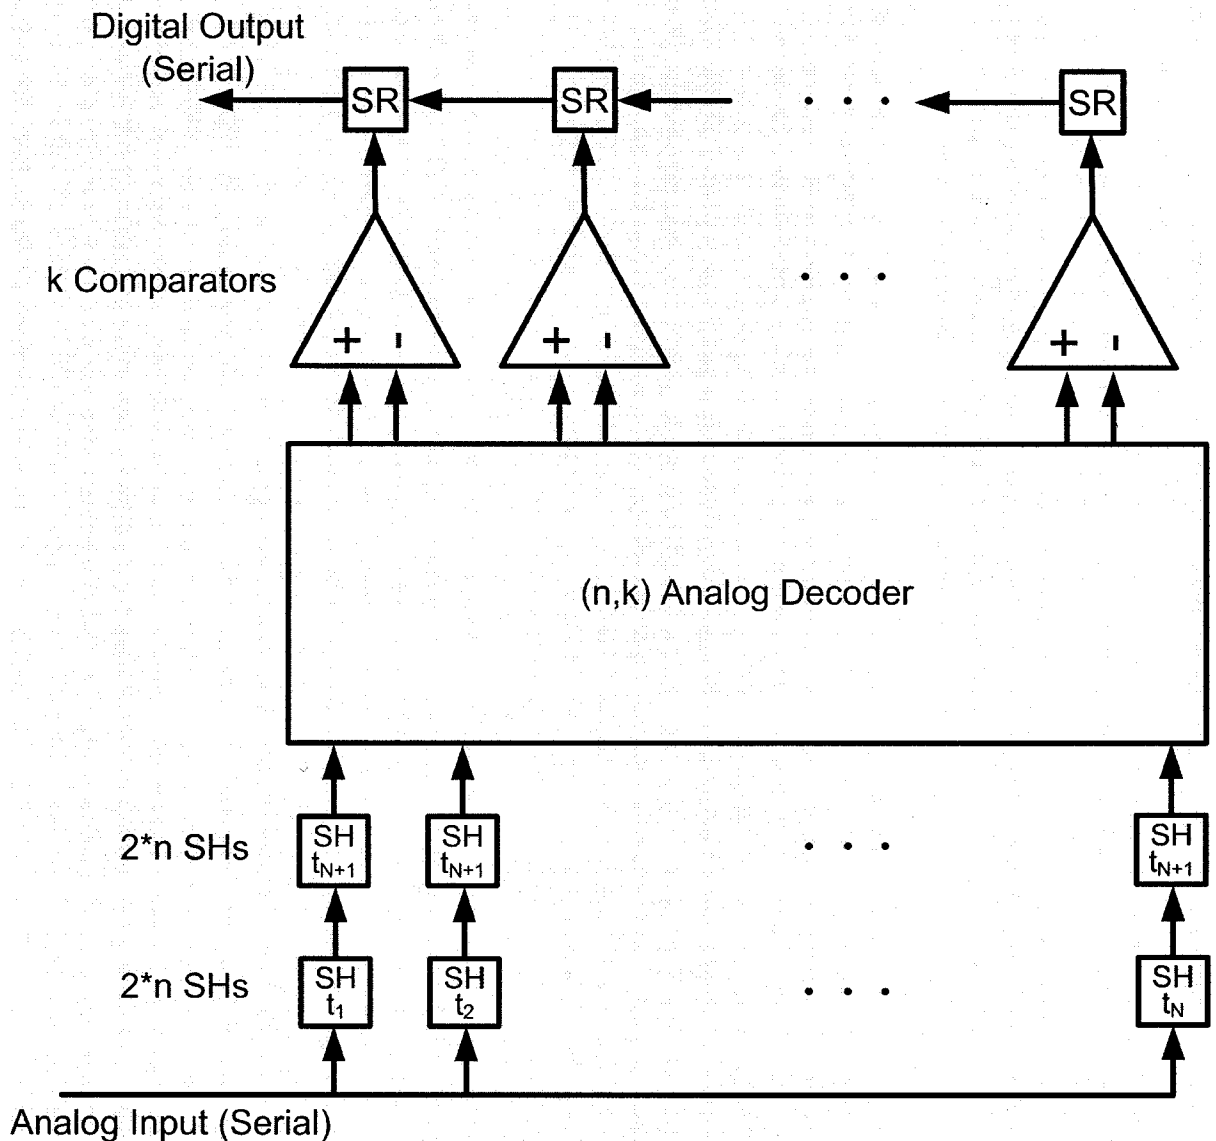 Digital Output
(Serial)
SR SR . . . SR
k Comparators
+ - + - . . . + -
(n,k) Analog Decoder
2*n SHs
SH SH . . . SH
tN+1 tN+1 tN+1
2*n SHs
SH SH . . . SH
t1 t2 tN
Analog Input (Serial)